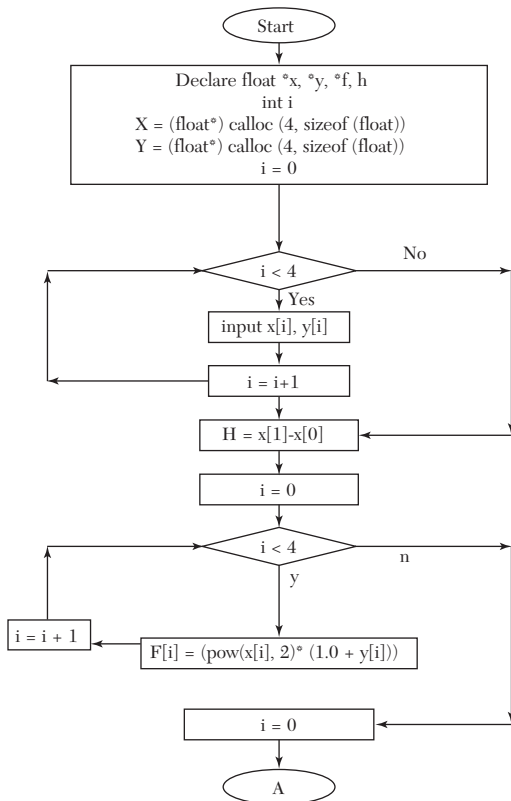 Start
Declare float *x, *y, *f, h
int i
X = (float*) calloc (4, sizeof (float))
Y = (float*) calloc (4, sizeof (float))
i = 0
i < 4
No
Yes
input x[i], y[i]
i = i+1
H = x[1]-x[0]
i = 0
i < 4
n
y
i = i + 1
F[i] = (pow(x[i], 2)* (1.0 + y[i]))
i = 0
A